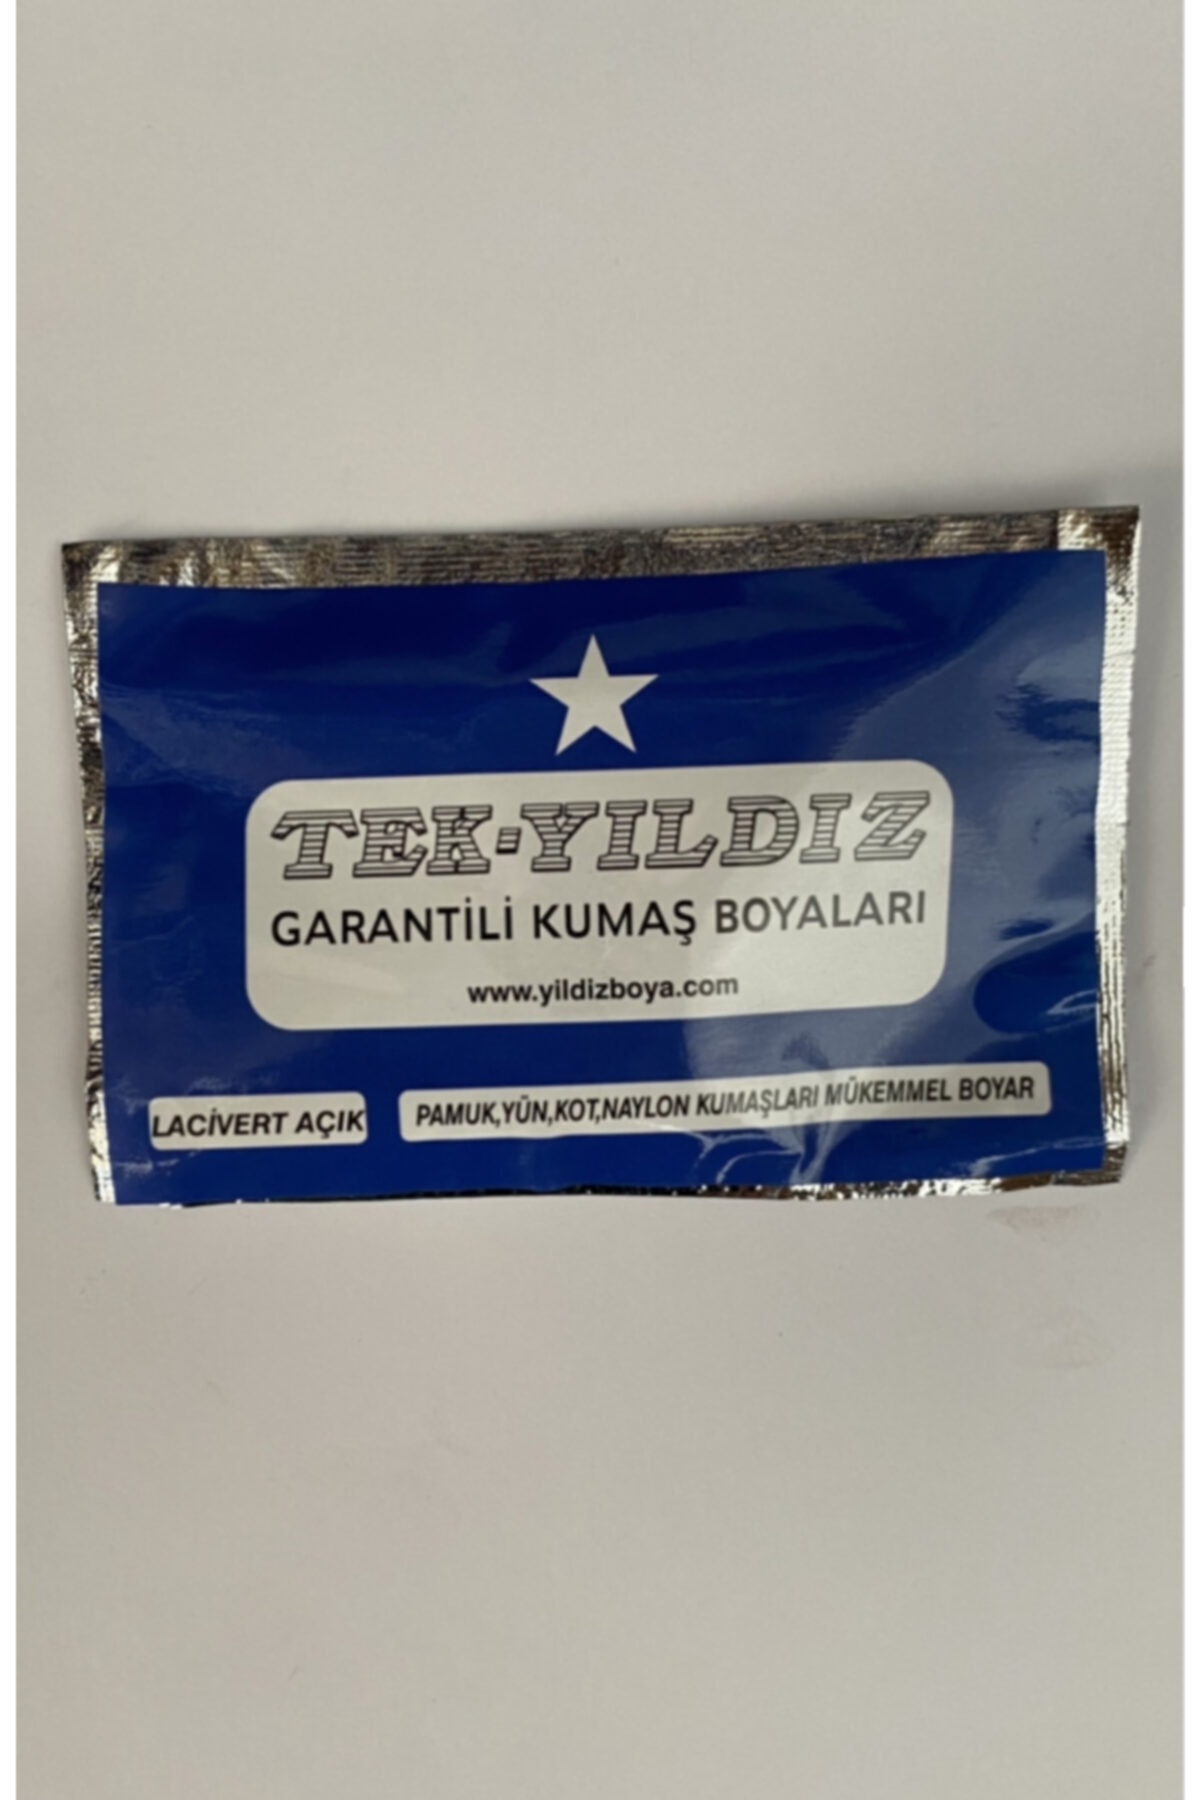 TEK-YILDIZ
GARANTİLİ KUMAŞ BOYALARI
www.yildizboya.com
LACİVERT AÇIK
PAMUK,YÜN,KOT,NAYLON KUMAŞLARI MÜKEMMEL BOYAR